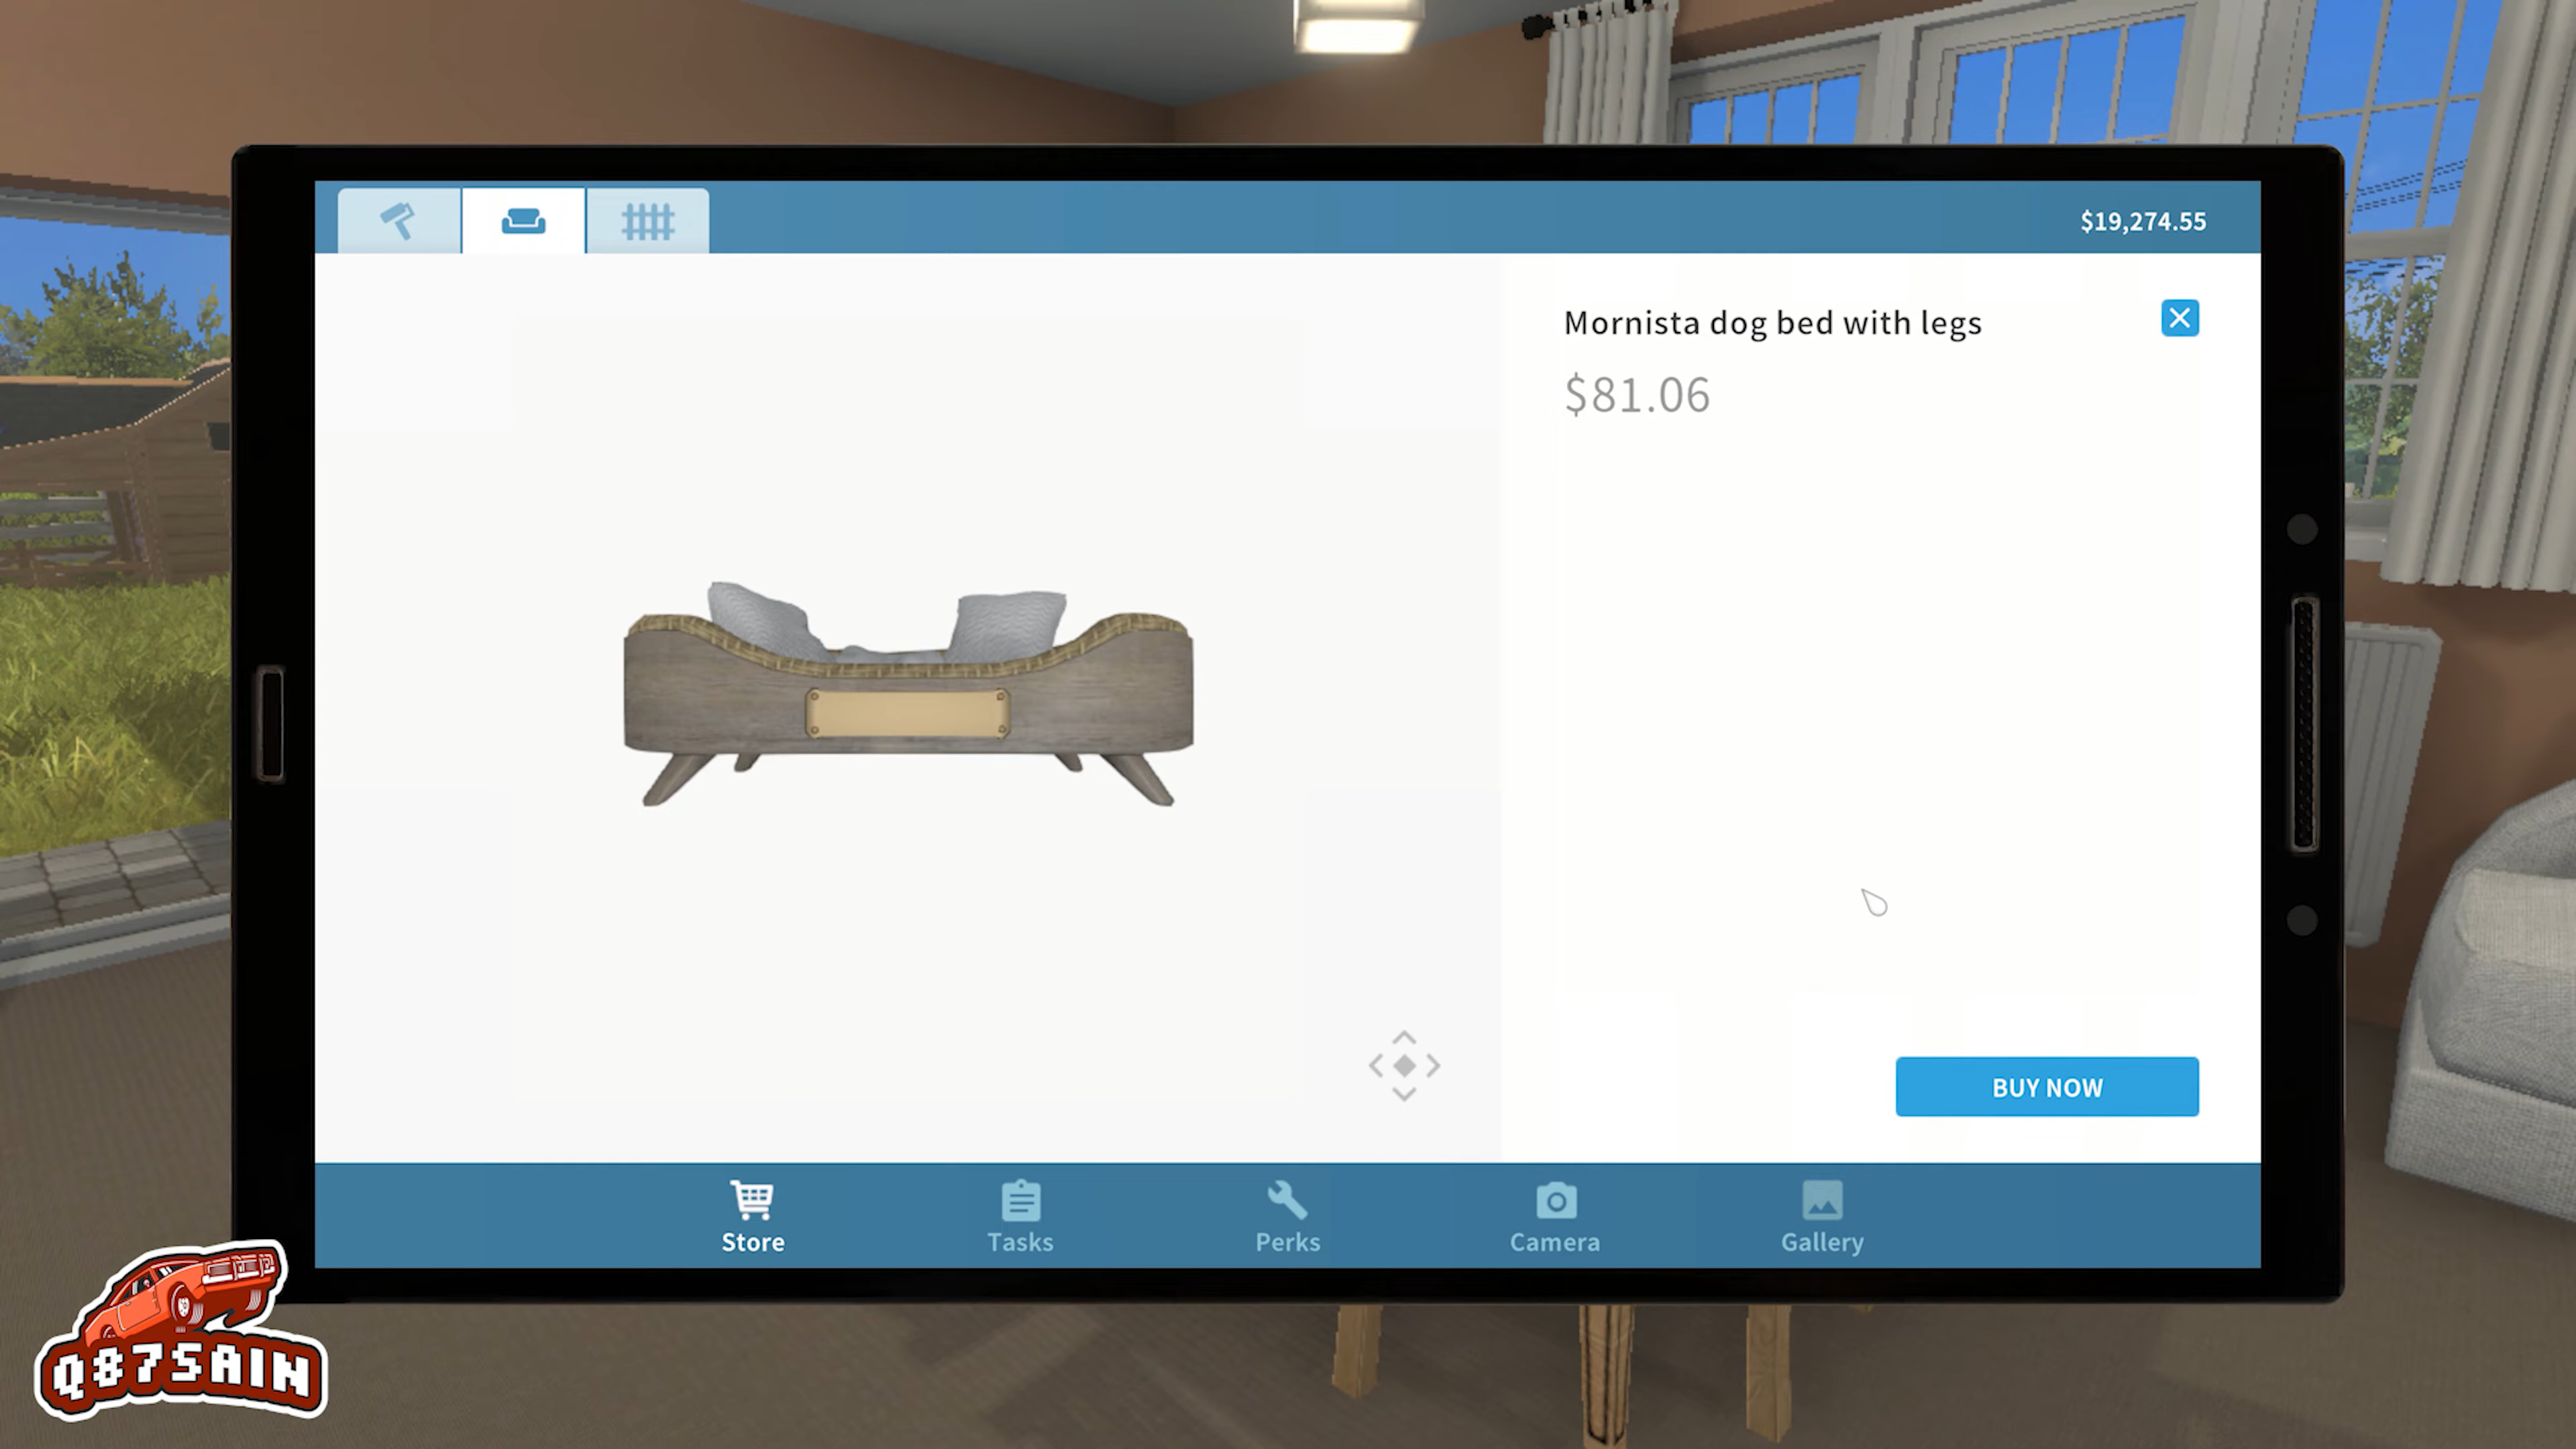 $19,274.55
Mornista dog bed with legs
$81.06
BUY NOW
Store
Tasks
Perks
Camera
Gallery
Q87SAIN